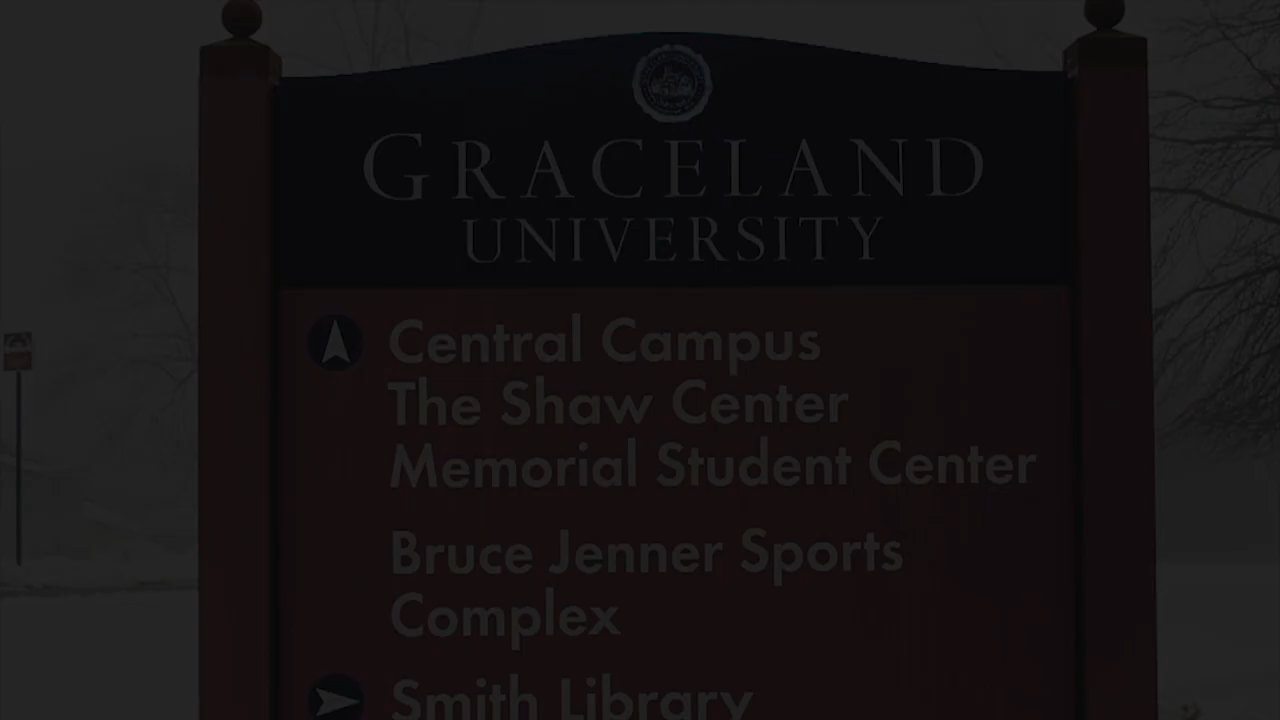 GRACELAND
UNIVERSITY
Central Campus
The Shaw Center
Memorial Student Center
Bruce Jenner Sports
Complex
Smith Library